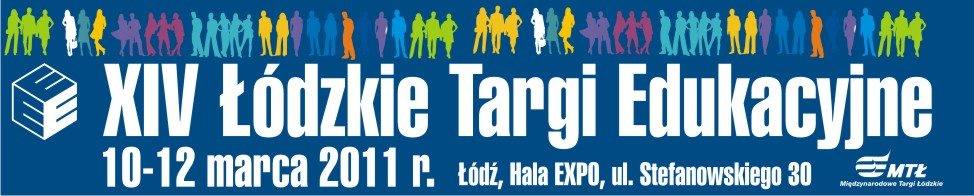 XIV Łódzkie Targi Edukacyjne
10-12 marca 2011 r. Łódź, Hala EXPO, ul. Stefanowskiego 30
MTŁ
Międzynarodowe Targi Łódzkie